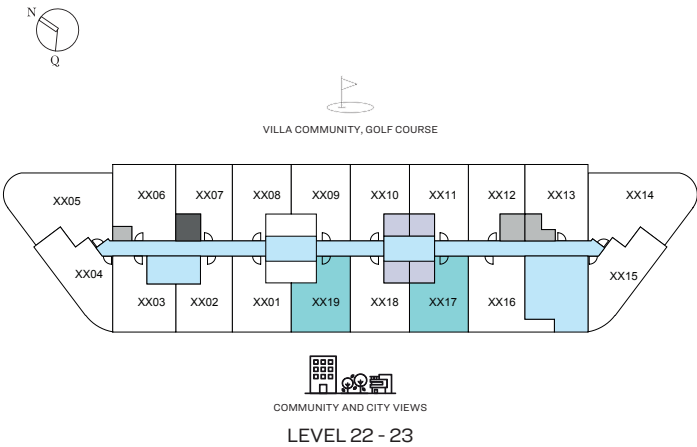 N
Q
VILLA COMMUNITY, GOLF COURSE
XX05
XX06
XX07
XX08
XX09
XX10
XX11
XX12
XX13
XX14
XX04
XX03
XX02
XX01
XX19
XX18
XX17
XX16
XX15
COMMUNITY AND CITY VIEWS
LEVEL 22 - 23